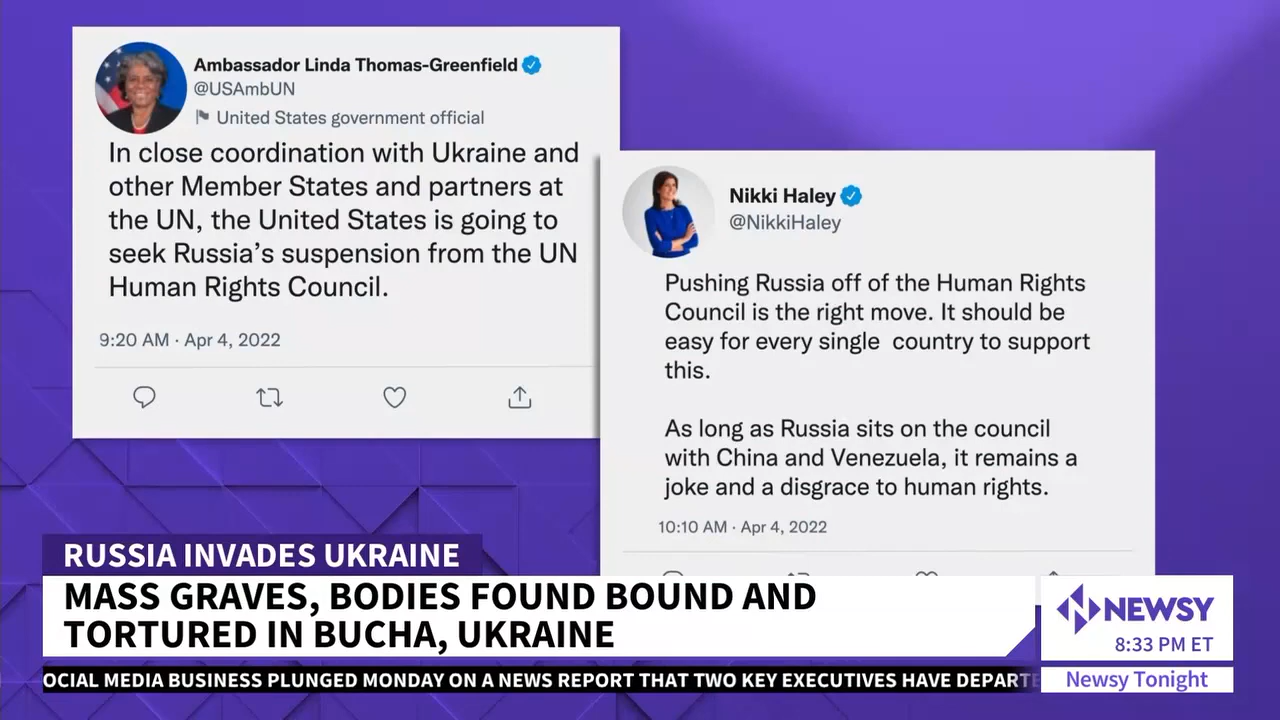 Ambassador Linda Thomas-Greenfield
@USAmbUN
United States government official
In close coordination with Ukraine and
other Member States and partners at
the UN, the United States is going to
seek Russia’s suspension from the UN
Human Rights Council.
9:20 AM · Apr 4, 2022
Nikki Haley
@NikkiHaley
Pushing Russia off of the Human Rights
Council is the right move. It should be
easy for every single country to support
this.
As long as Russia sits on the council
with China and Venezuela, it remains a
joke and a disgrace to human rights.
10:10 AM · Apr 4, 2022
RUSSIA INVADES UKRAINE
MASS GRAVES, BODIES FOUND BOUND AND
TORTURED IN BUCHA, UKRAINE
NEWSY
8:33 PM ET
OCIAL MEDIA BUSINESS PLUNGED MONDAY ON A NEWS REPORT THAT TWO KEY EXECUTIVES HAVE DEPARTE
Newsy Tonight